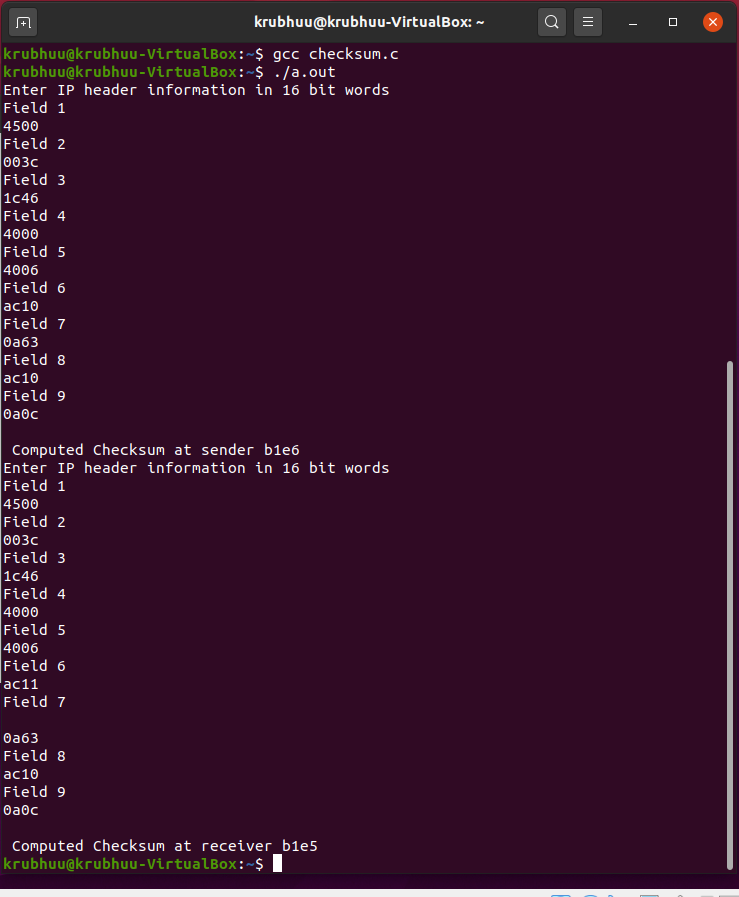 krubhuu@krubhuu-VirtualBox: ~
krubhuu@krubhuu-VirtualBox:~$ gcc checksum.c
krubhuu@krubhuu-VirtualBox:~$ ./a.out
Enter IP header information in 16 bit words
Field 1
4500
Field 2
003c
Field 3
1c46
Field 4
4000
Field 5
4006
Field 6
ac10
Field 7
0a63
Field 8
ac10
Field 9
0a0c
Computed Checksum at sender b1e6
Enter IP header information in 16 bit words
Field 1
4500
Field 2
003c
Field 3
1c46
Field 4
4000
Field 5
4006
Field 6
ac11
Field 7
0a63
Field 8
ac10
Field 9
0a0c
Computed Checksum at receiver b1e5
krubhuu@krubhuu-VirtualBox:~$